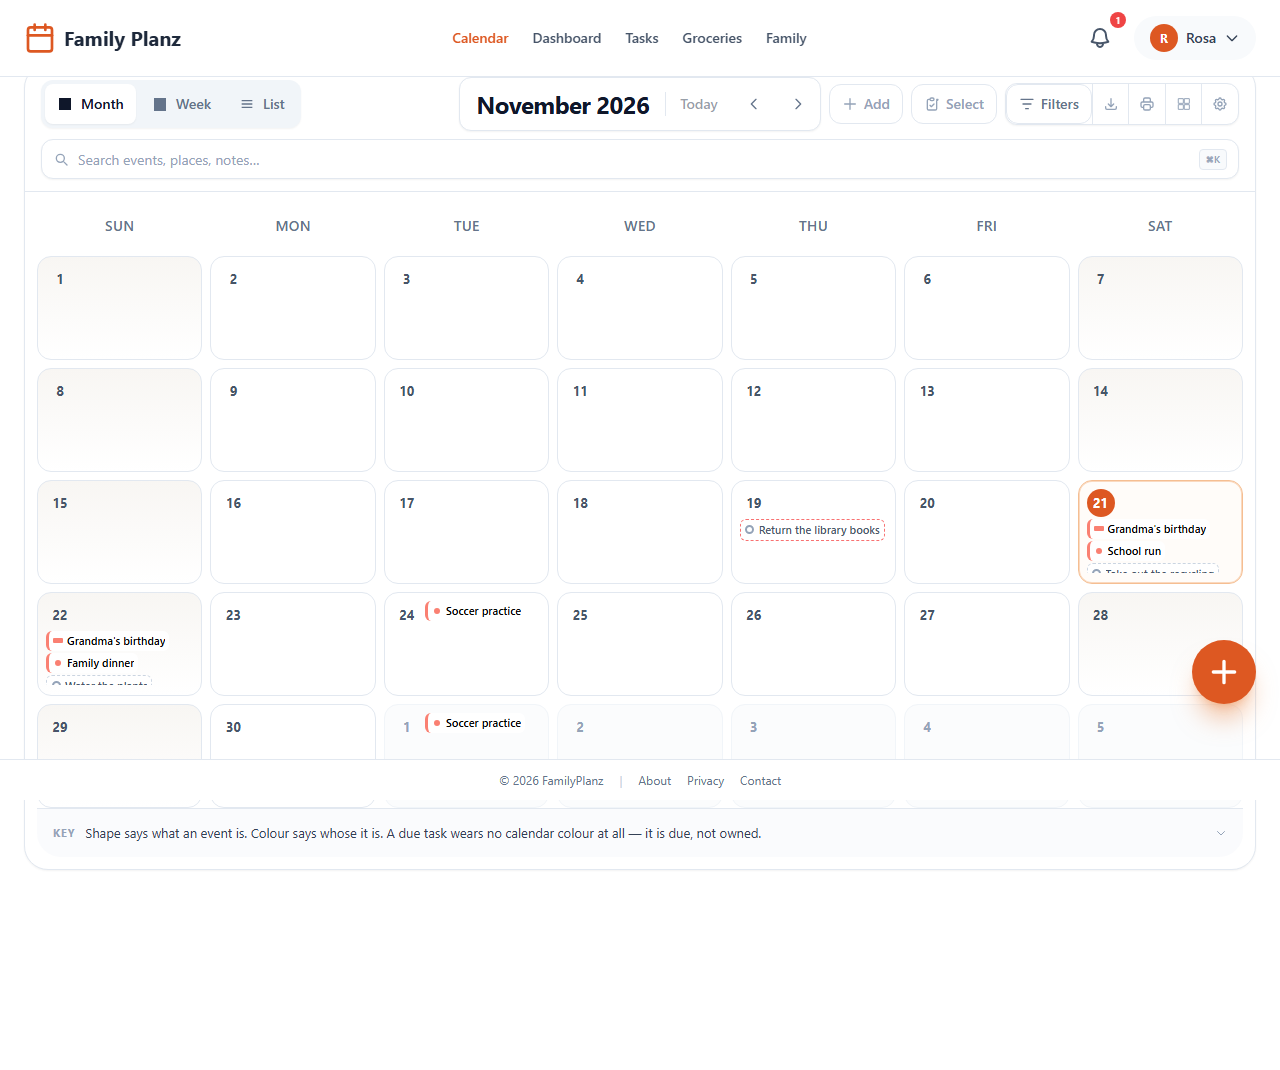 Family Planz
Calendar Dashboard Tasks Groceries Family
1
R Rosa
Month Week List
November 2026 Today
Add Select Filters
Search events, places, notes...
⌘K
SUN MON TUE WED THU FRI SAT
1 2 3 4 5 6 7
8 9 10 11 12 13 14
15 16 17 18 19 20 21
Return the library books
Grandma's birthday
School run
22 23 24 25 26 27 28
Soccer practice
Grandma's birthday
Family dinner
29 30 1 2 3 4 5
Soccer practice
© 2026 FamilyPlanz | About Privacy Contact
KEY Shape says what an event is. Colour says whose it is. A due task wears no calendar colour at all — it is due, not owned.